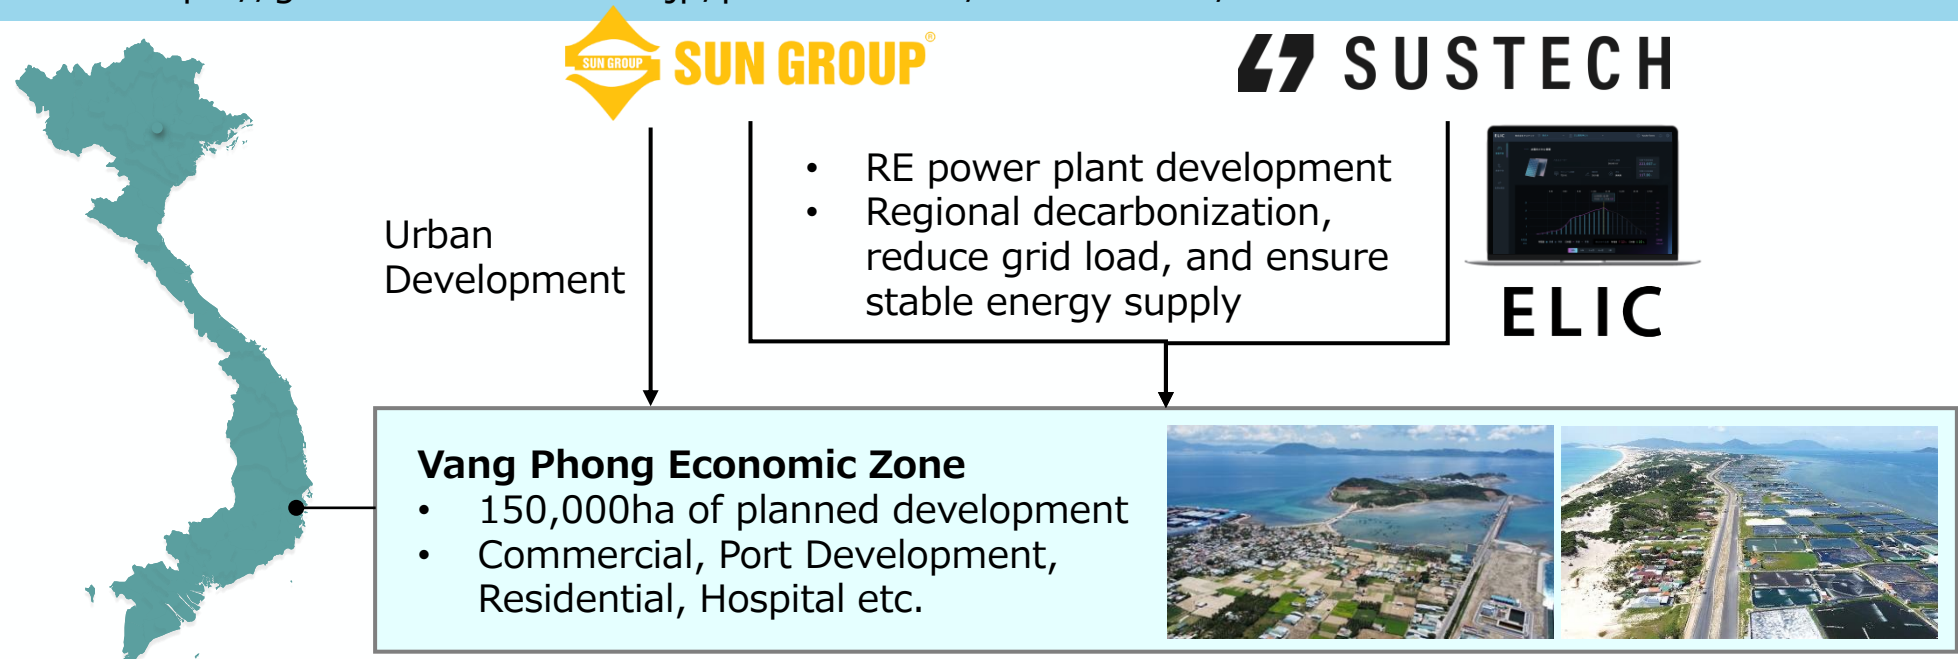 SUN GROUP
SUN GROUP®
SUSTECH
• RE power plant development
• Regional decarbonization,
reduce grid load, and ensure
stable energy supply
Urban
Development
ELIC
ELIC
Vang Phong Economic Zone
• 150,000ha of planned development
• Commercial, Port Development,
Residential, Hospital etc.